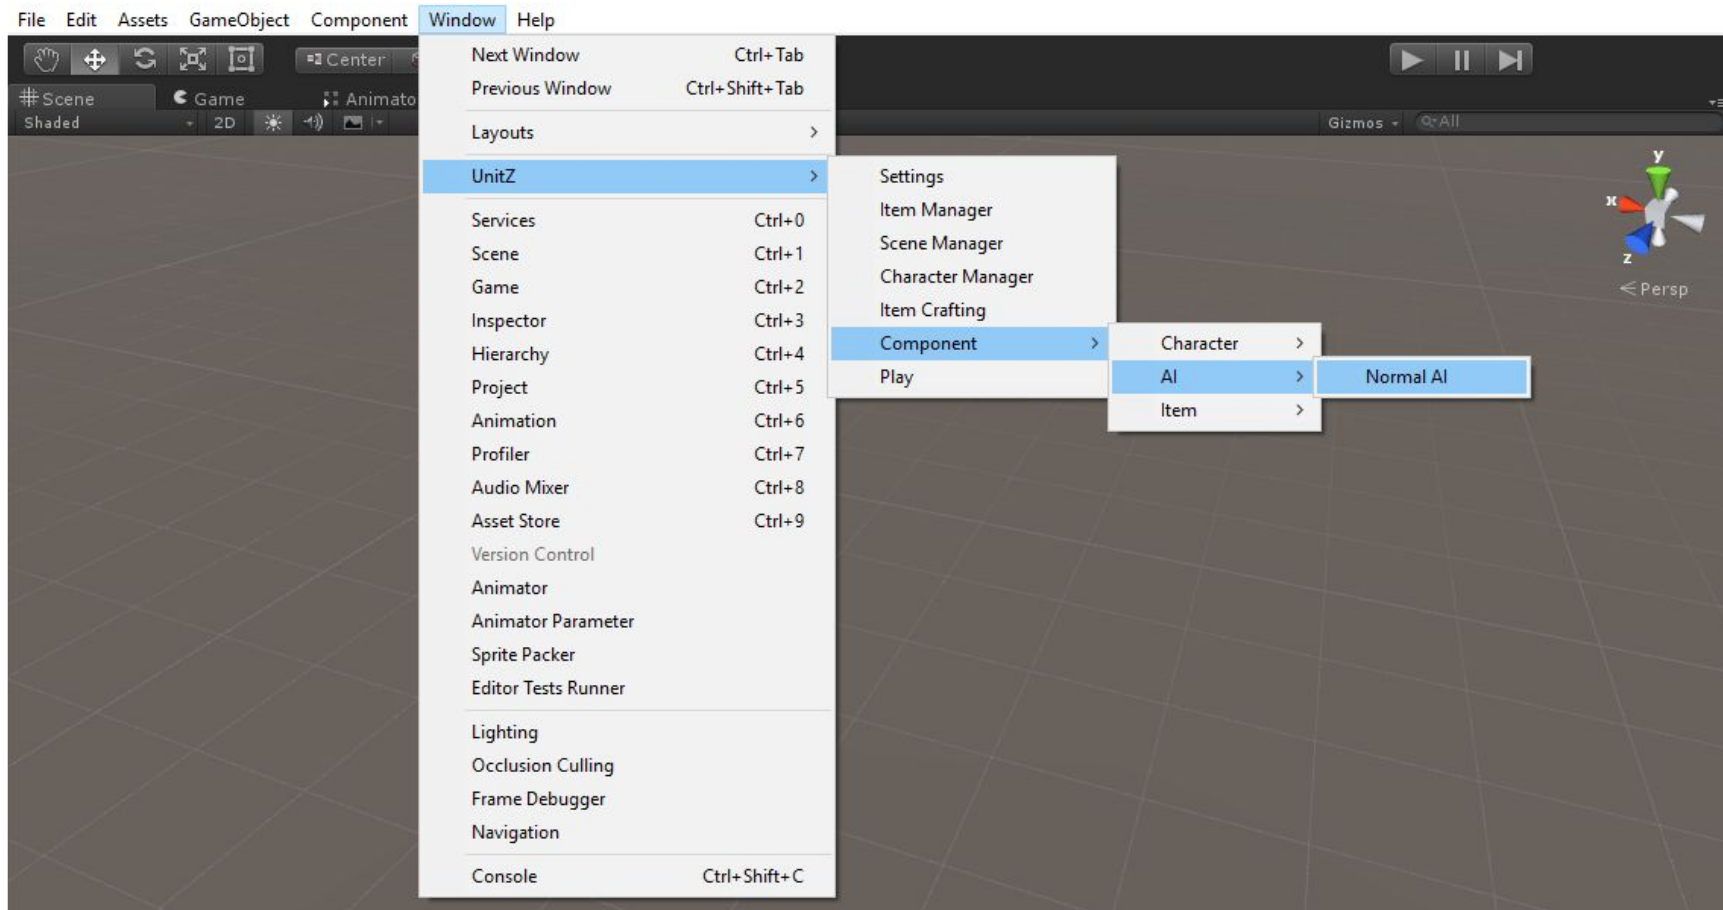 File Edit Assets GameObject Component Window Help
Center
Scene Game Animato
Shaded 2D Gizmos All
Next Window Ctrl+Tab
Previous Window Ctrl+Shift+Tab
Layouts
UnitZ
Services Ctrl+0
Scene Ctrl+1
Game Ctrl+2
Inspector Ctrl+3
Hierarchy Ctrl+4
Project Ctrl+5
Animation Ctrl+6
Profiler Ctrl+7
Audio Mixer Ctrl+8
Asset Store Ctrl+9
Version Control
Animator
Animator Parameter
Sprite Packer
Editor Tests Runner
Lighting
Occlusion Culling
Frame Debugger
Navigation
Console Ctrl+Shift+C
Settings
Item Manager
Scene Manager
Character Manager
Item Crafting
Component
Play
Character
AI
Item
Normal AI
y
x
z
Persp